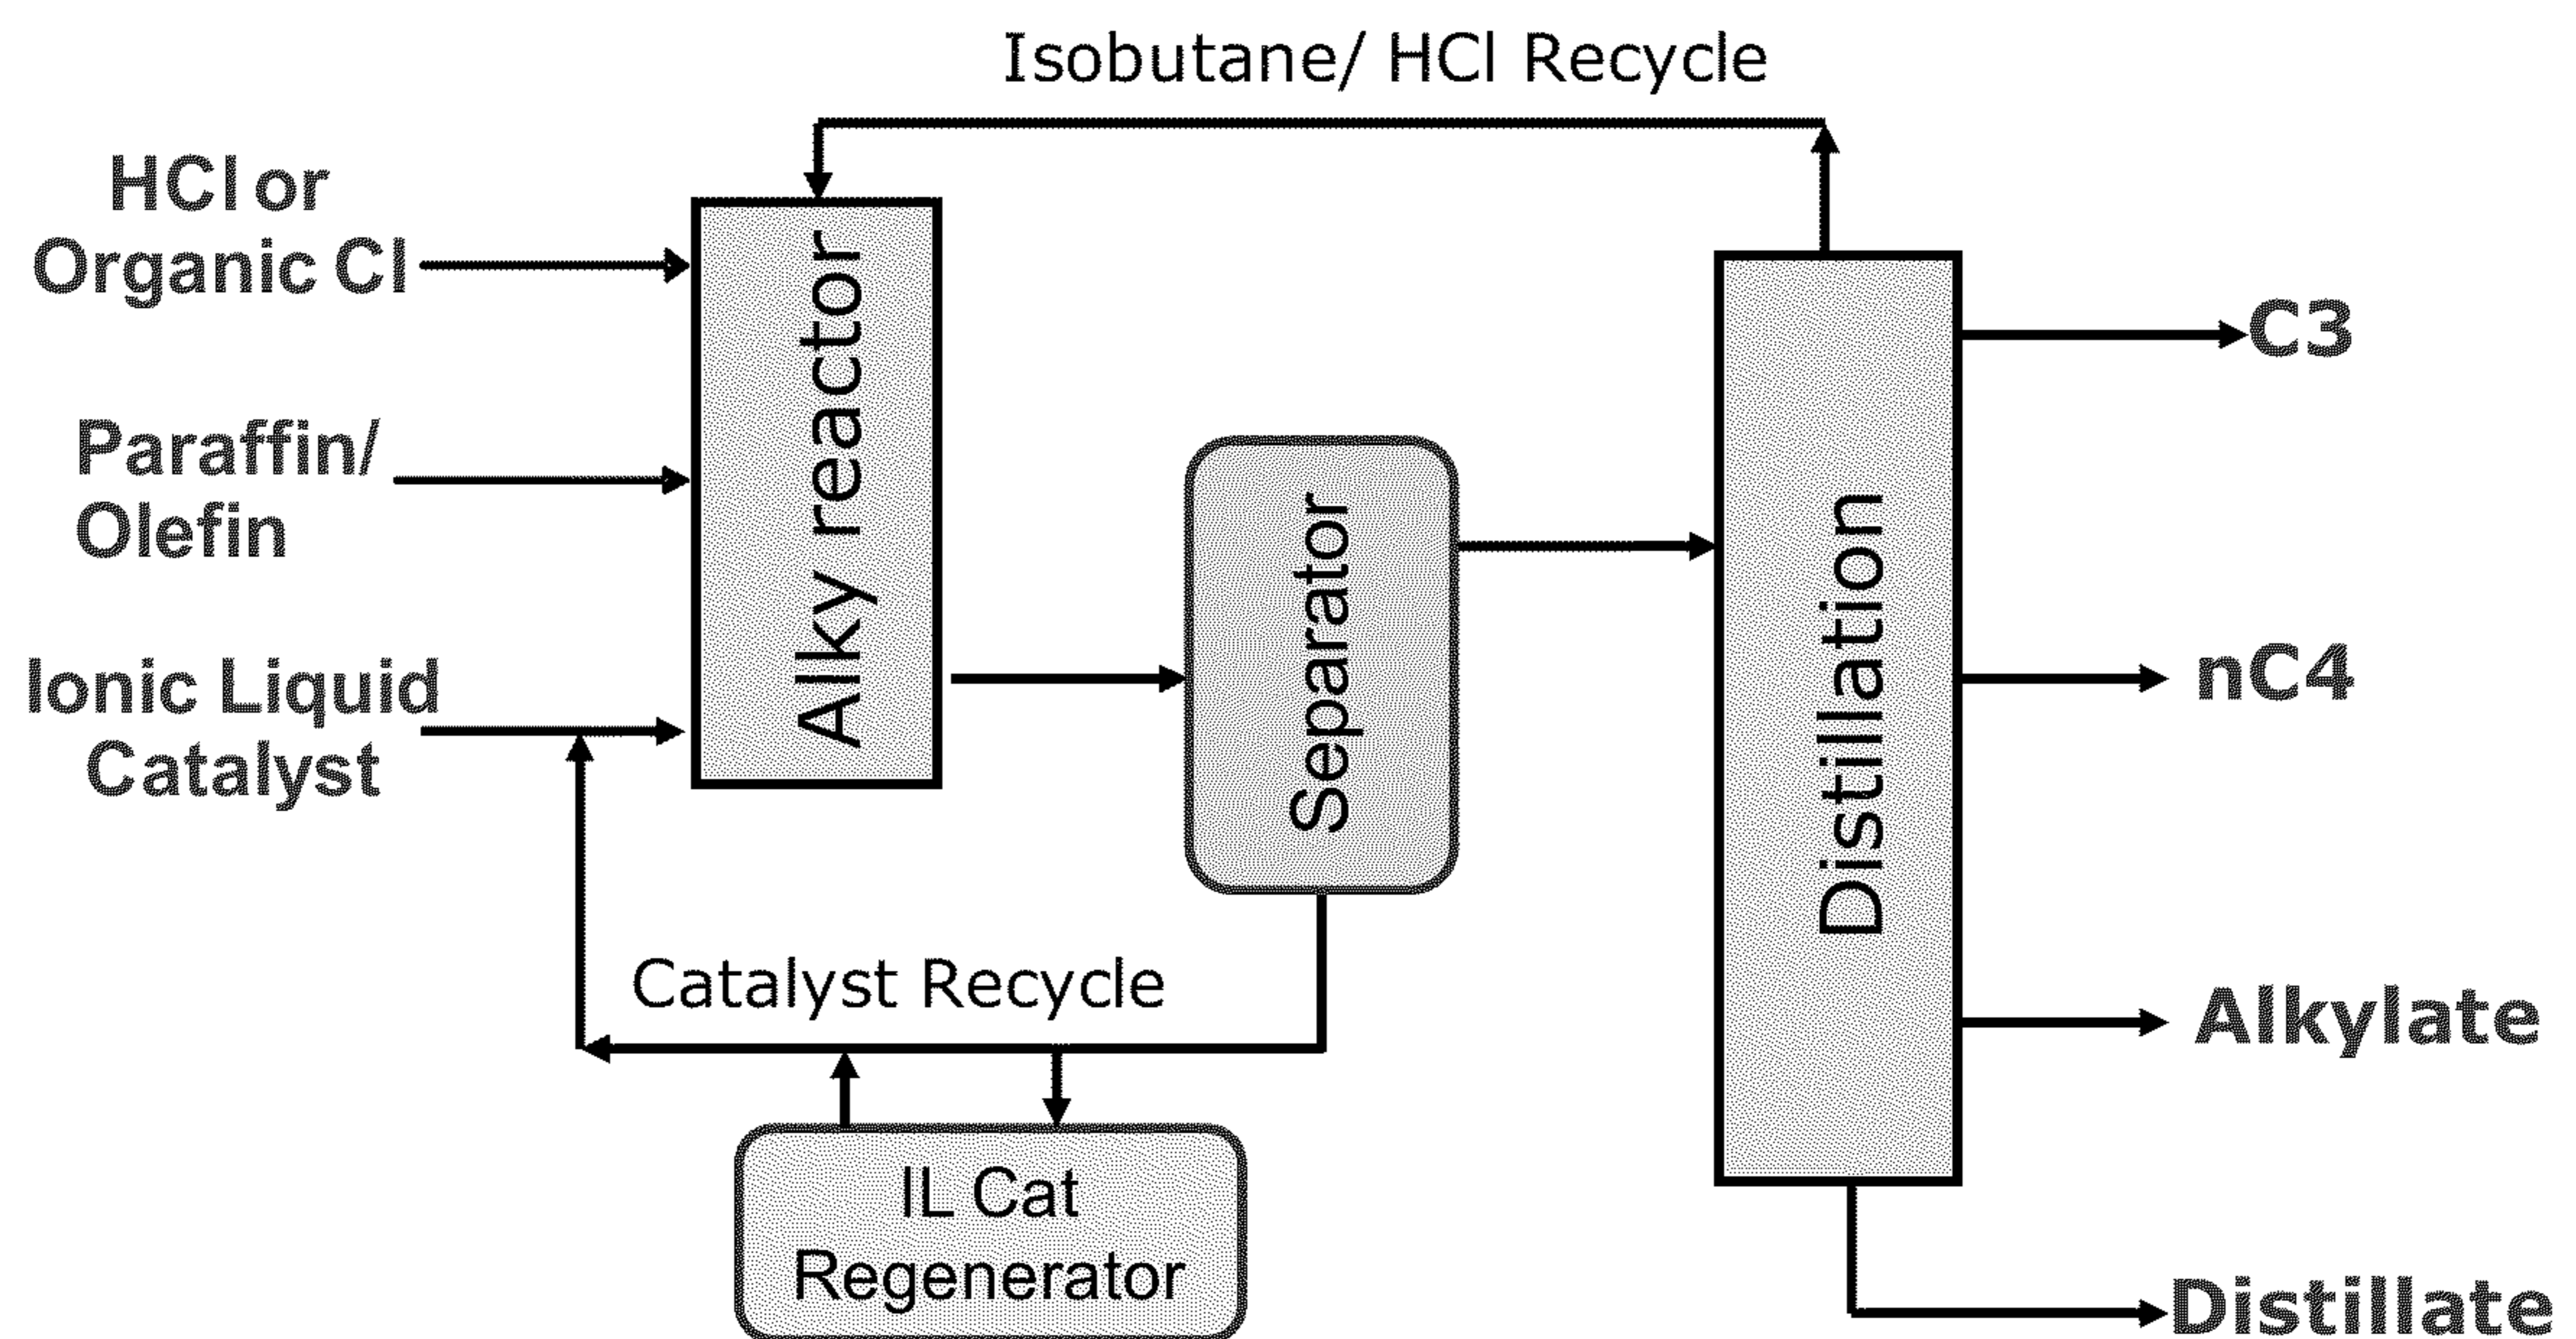 Isobutane/ HCl Recycle
HCl or
Organic Cl
Paraffin/
Olefin
Ionic Liquid
Catalyst
Alky reactor
Separator
Distillation
C3
nC4
Alkylate
Distillate
Catalyst Recycle
IL Cat
Regenerator